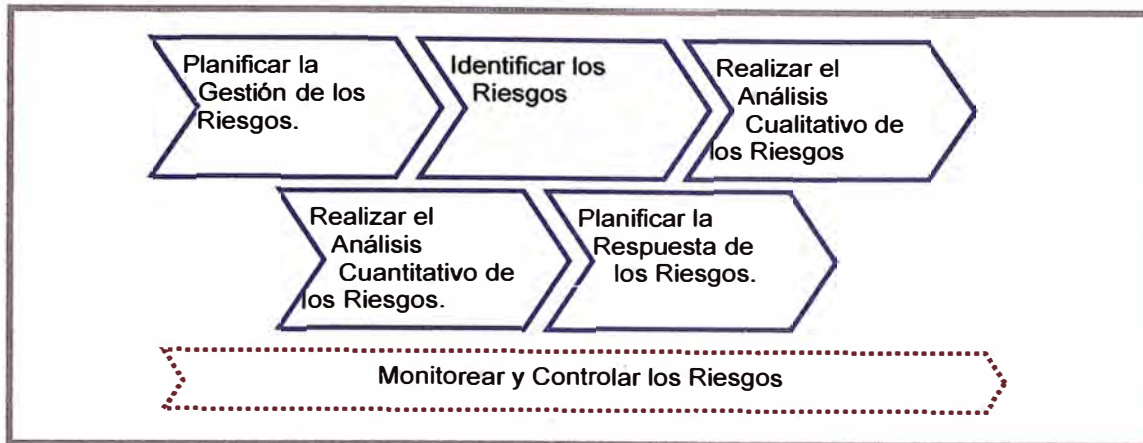 Planificar la
Gestión de los
Riesgos.
Identificar los
Riesgos
Realizar el
Análisis
Cualitativo de
los Riesgos
Realizar el
Análisis
Cuantitativo de
los Riesgos.
Planificar la
Respuesta de
los Riesgos.
Monitorear y Controlar los Riesgos